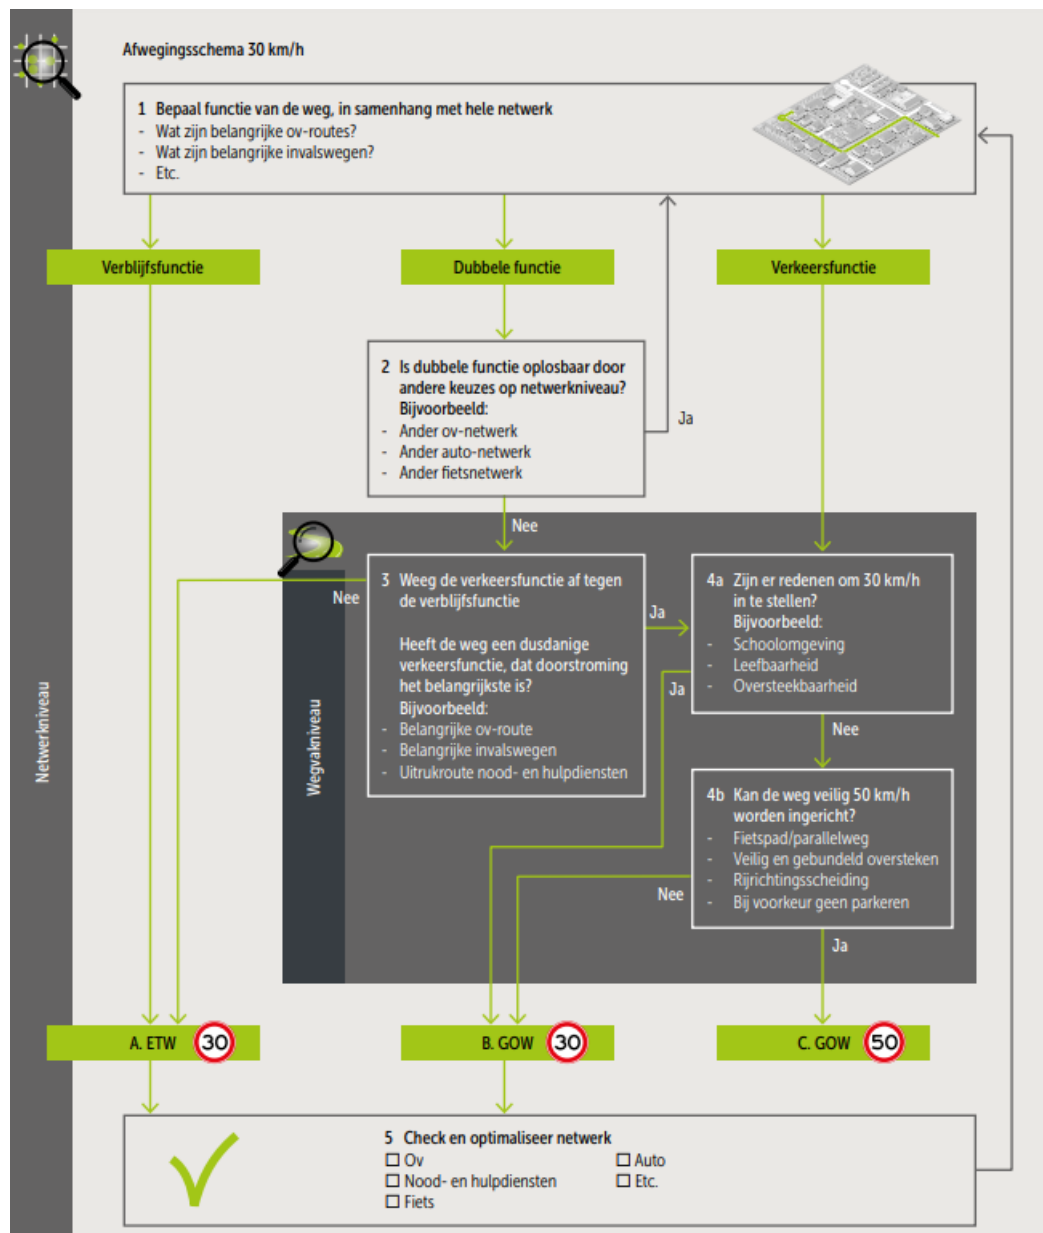 Afwegingsschema 30 km/h
1 Bepaal functie van de weg, in samenhang met hele netwerk
- Wat zijn belangrijke ov-routes?
- Wat zijn belangrijke invalswegen?
- Etc.
Verblijfsfunctie
Dubbele functie
Verkeersfunctie
2 Is dubbele functie oplosbaar door
andere keuzes op netwerkniveau?
Bijvoorbeeld:
- Ander ov-netwerk
- Ander auto-netwerk
- Ander fietsnetwerk
Ja
Nee
Netwerkniveau
Wegvakniveau
3 Weeg de verkeersfunctie af tegen
de verblijfsfunctie
Heeft de weg een dusdanige
verkeersfunctie, dat doorstroming
het belangrijkste is?
Bijvoorbeeld:
- Belangrijke ov-route
- Belangrijke invalswegen
- Uitrukroute nood- en hulpdiensten
Nee
Ja
4a Zijn er redenen om 30 km/h
in te stellen?
Bijvoorbeeld:
- Schoolomgeving
- Leefbaarheid
- Oversteekbaarheid
Ja
Nee
4b Kan de weg veilig 50 km/h
worden ingericht?
- Fietspad/parallelweg
- Veilig en gebundeld oversteken
- Rijrichtingsscheiding
- Bij voorkeur geen parkeren
Nee
Ja
A. ETW 30
B. GOW 30
C. GOW 50
5 Check en optimaliseer netwerk
☐ Ov
☐ Nood- en hulpdiensten
☐ Fiets
☐ Auto
☐ Etc.